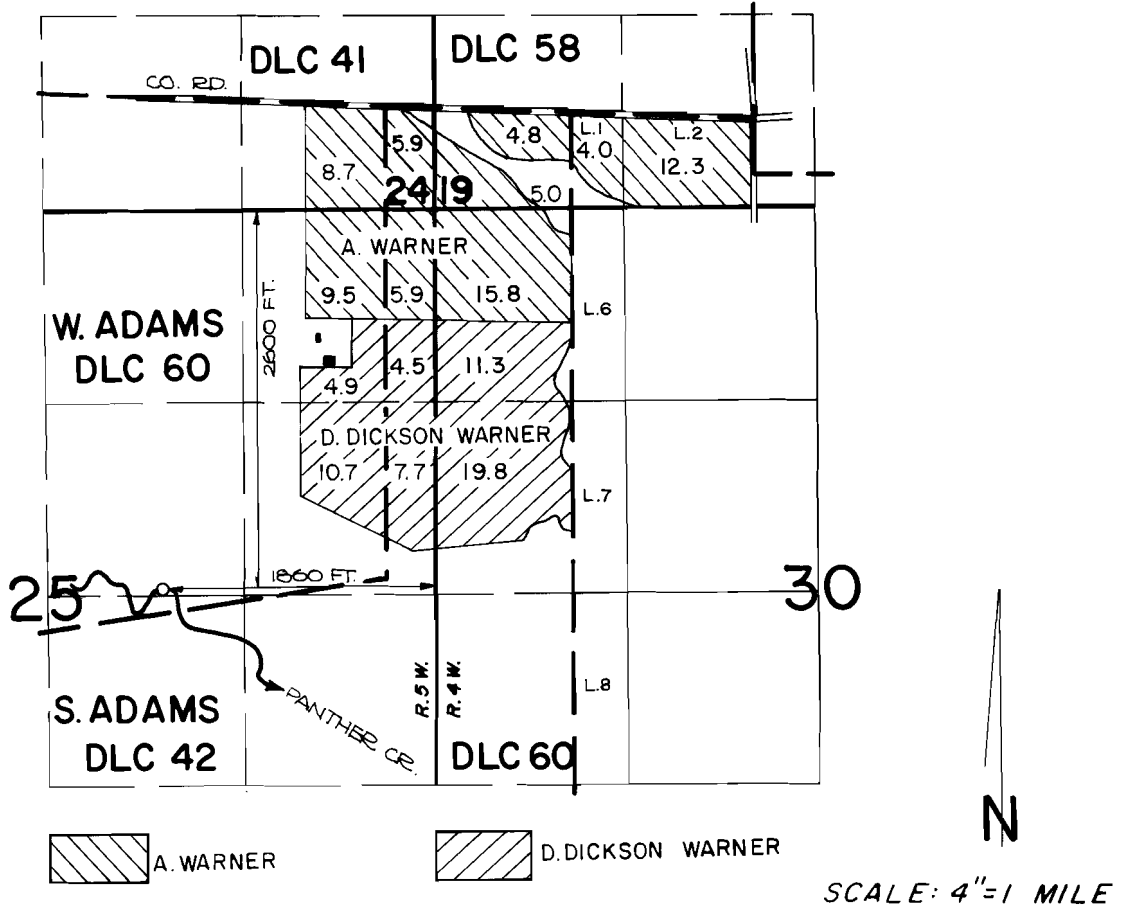 DLC 41
DLC 58
CO. RD.
5.9
4.8
L.1
4.0
L.2
12.3
8.7
24 19
5.0
A. WARNER
9.5
5.9
15.8
L.6
2600 FT.
W. ADAMS
DLC 60
4.9
4.5
11.3
D. DICKSON WARNER
10.7
7.7
19.8
L.7
1860 FT.
25
30
R.5 W.
R.4 W.
L.8
S. ADAMS
DLC 42
PANTHER CR.
DLC 60
N
A. WARNER
D. DICKSON WARNER
SCALE: 4"=1 MILE